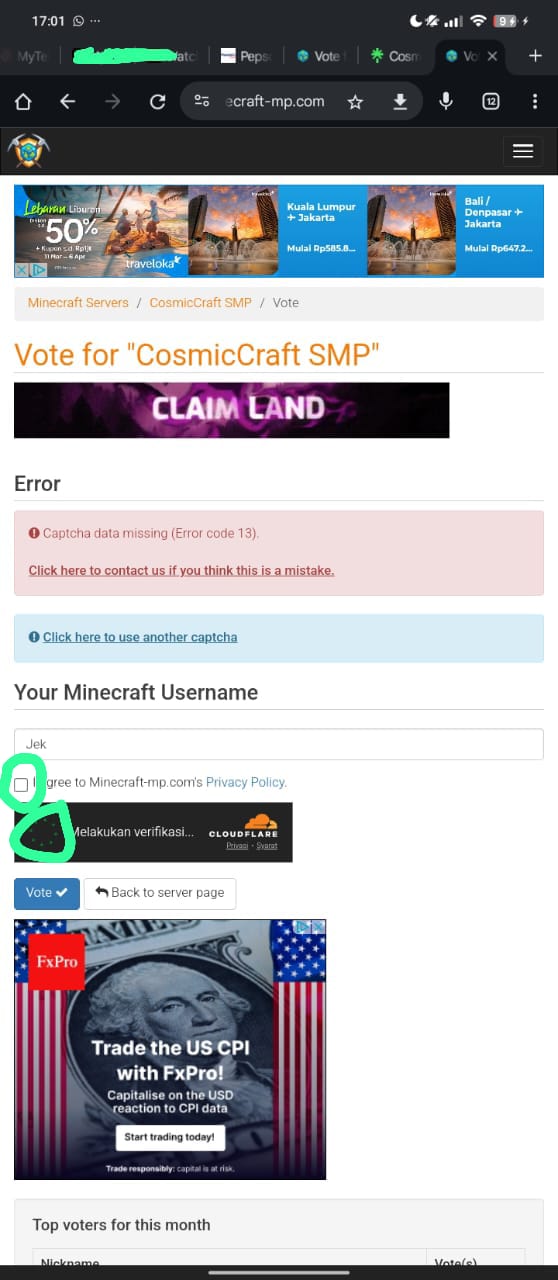 17:01
9
MyTe
Vote
Cosm
Vo
ecraft-mp.com
12
Lebaran Liburan
50%
+ Kupon s.d. Rp1jt
11 Mar – 6 Apr
traveloka
Kuala Lumpur
Jakarta
Mulai Rp585.8...
Bali /
Denpasar
Jakarta
Mulai Rp647.2...
Minecraft Servers / CosmicCraft SMP / Vote
Vote for "CosmicCraft SMP"
CLAIM LAND
Error
Captcha data missing (Error code 13).
Click here to contact us if you think this is a mistake.
Click here to use another captcha
Your Minecraft Username
Jek
gree to Minecraft-mp.com's Privacy Policy.
Melakukan verifikasi...
CLOUDFLARE
Privasi • Syarat
Vote
Back to server page
FxPro
Trade the US CPI
with FxPro!
Capitalise on the USD
reaction to CPI data
Start trading today!
Trade responsibly: capital is at risk.
Top voters for this month
Nickname Vote(s)